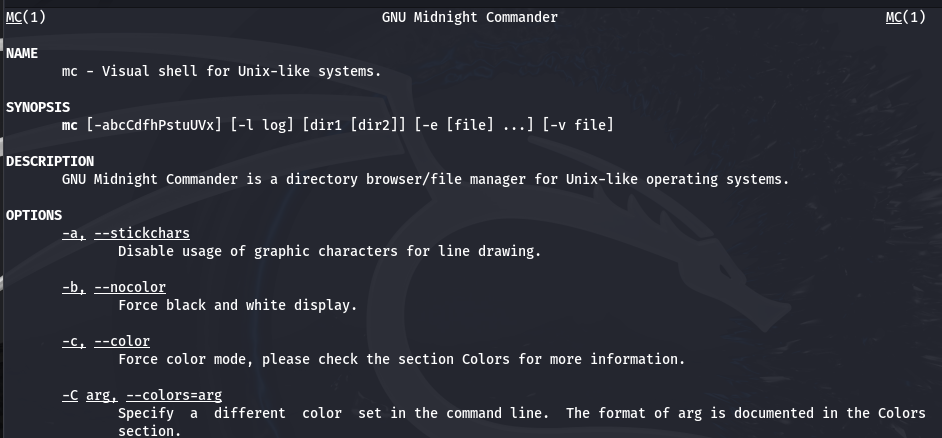 MC(1) GNU Midnight Commander MC(1)
NAME
mc - Visual shell for Unix-like systems.
SYNOPSIS
mc [-abcCdfhPstuUVx] [-l log] [dir1 [dir2]] [-e [file] ...] [-v file]
DESCRIPTION
GNU Midnight Commander is a directory browser/file manager for Unix-like operating systems.
OPTIONS
-a, --stickchars
Disable usage of graphic characters for line drawing.
-b, --nocolor
Force black and white display.
-c, --color
Force color mode, please check the section Colors for more information.
-C arg, --colors=arg
Specify a different color set in the command line. The format of arg is documented in the Colors
section.